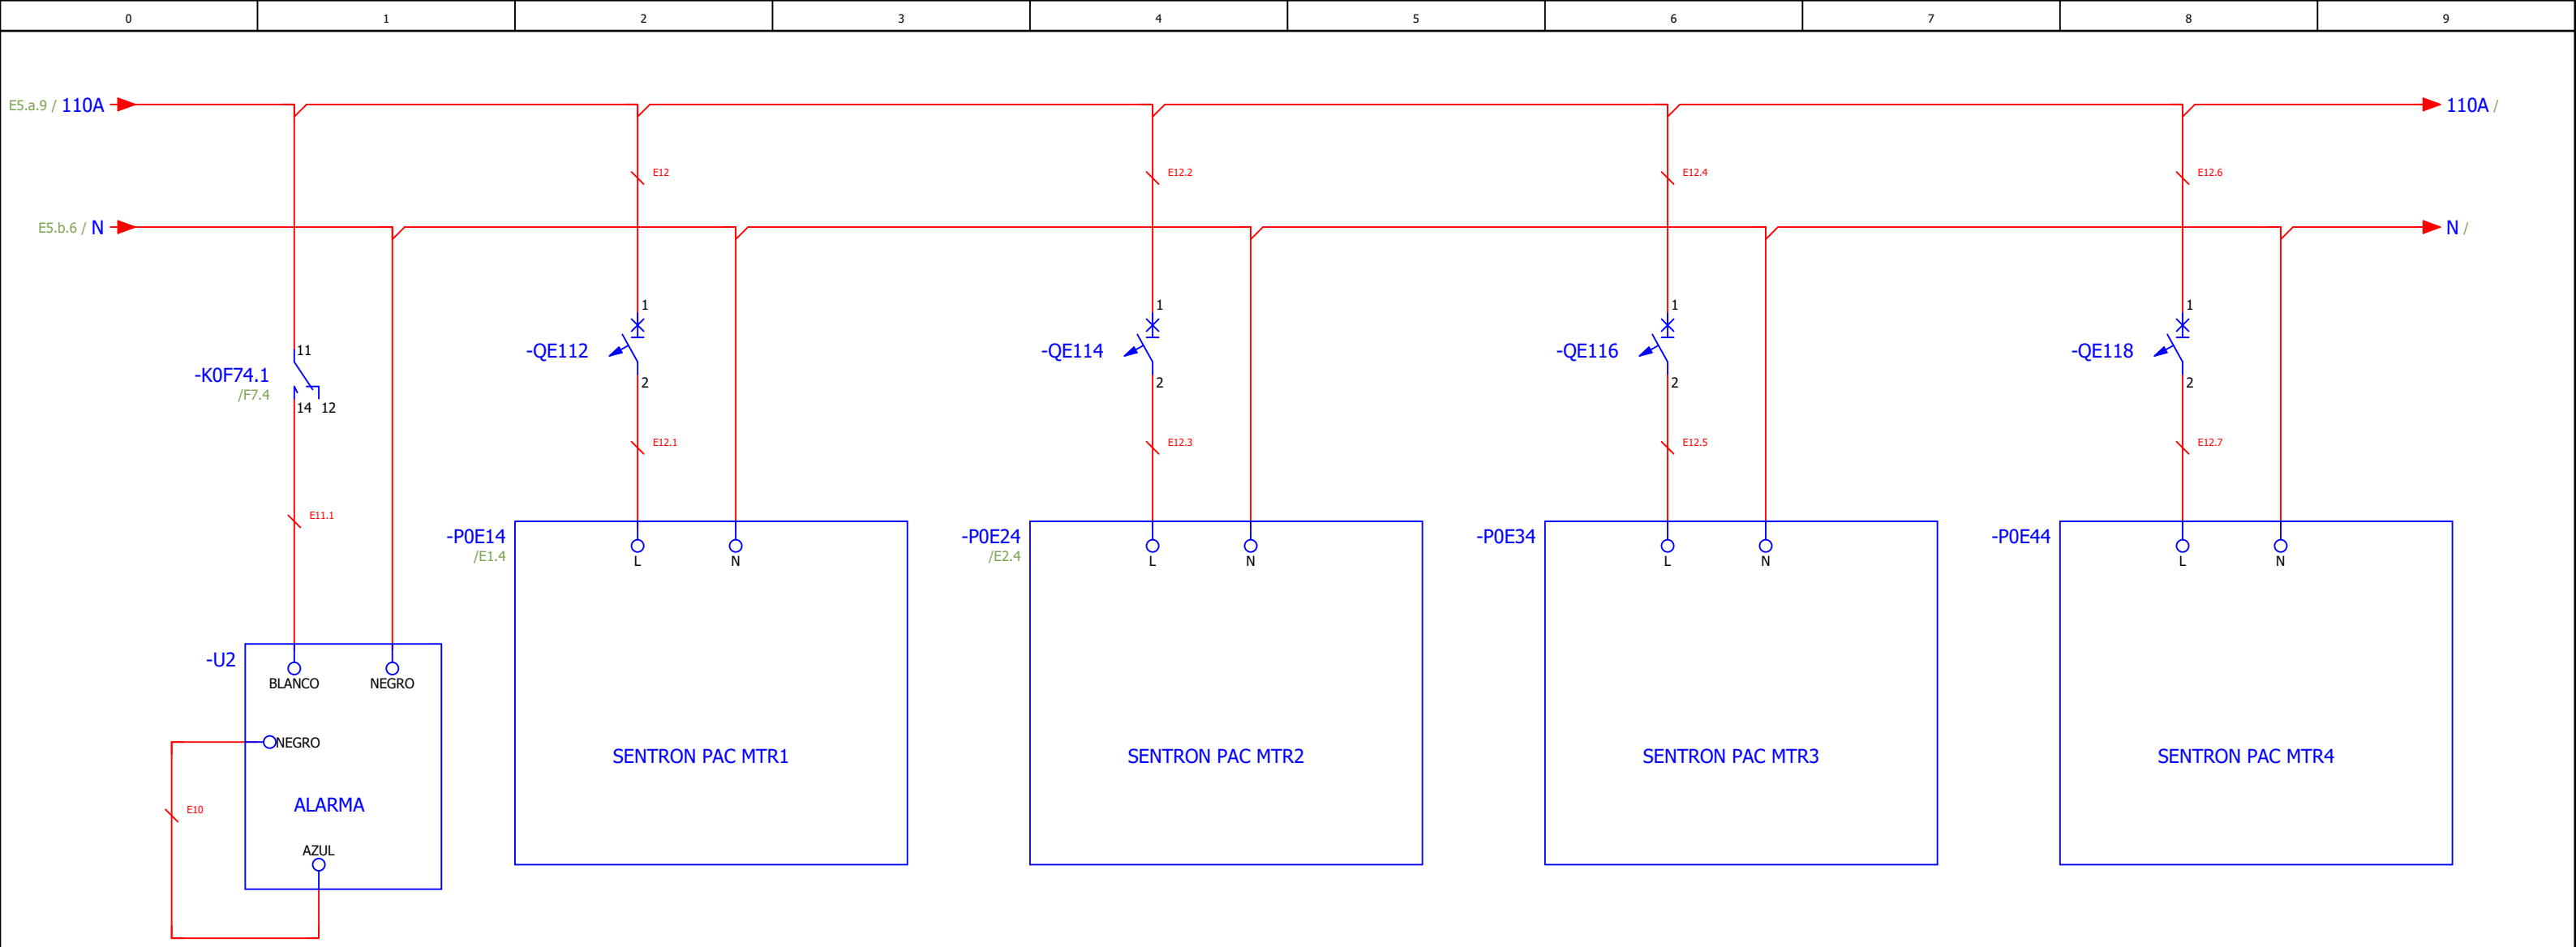 0 1 2 3 4 5 6 7 8 9
E5.a.9 / 110A 110A /
E12 E12.2 E12.4 E12.6
E5.b.6 / N N /
1 1 1 1
-QE112 -QE114 -QE116 -QE118
11
-K0F74.1
/F7.4
2 2 2 2
14 12
E12.1 E12.3 E12.5 E12.7
E11.1
-P0E14 -P0E24 -P0E34 -P0E44
/E1.4 /E2.4
L N L N L N L N
-U2
BLANCO NEGRO
NEGRO
SENTRON PAC MTR1 SENTRON PAC MTR2 SENTRON PAC MTR3 SENTRON PAC MTR4
ALARMA
E10
AZUL